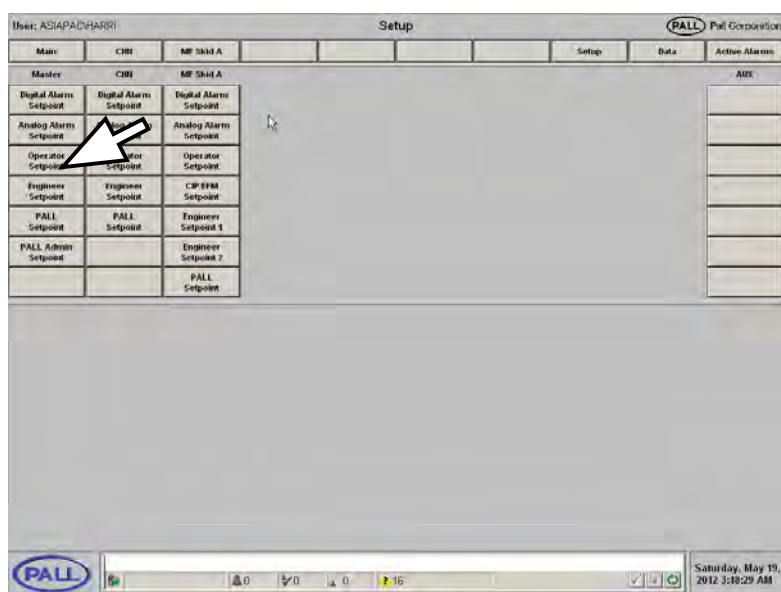 User: ASIAPAC\HARRI Setup PALL Pall Corporation
Main CHN MF Skid A Setup Data Active Alarms
Master CHN MF Skid A AUX
Digital Alarm Digital Alarm Digital Alarm
Setpoint Setpoint Setpoint
Analog Alarm Alarm Analog Alarm
Setpoint Setpoint
Operator Operator
Setpoint Setpoint Setpoint
Engineer Engineer CIP/EFM
Setpoint Setpoint Setpoint
PALL PALL Engineer
Setpoint Setpoint Setpoint 1
PALL Admin Engineer
Setpoint Setpoint 2
PALL
Setpoint
PALL 0 0 0 ? 16
Saturday, May 19,
2012 3:18:29 AM